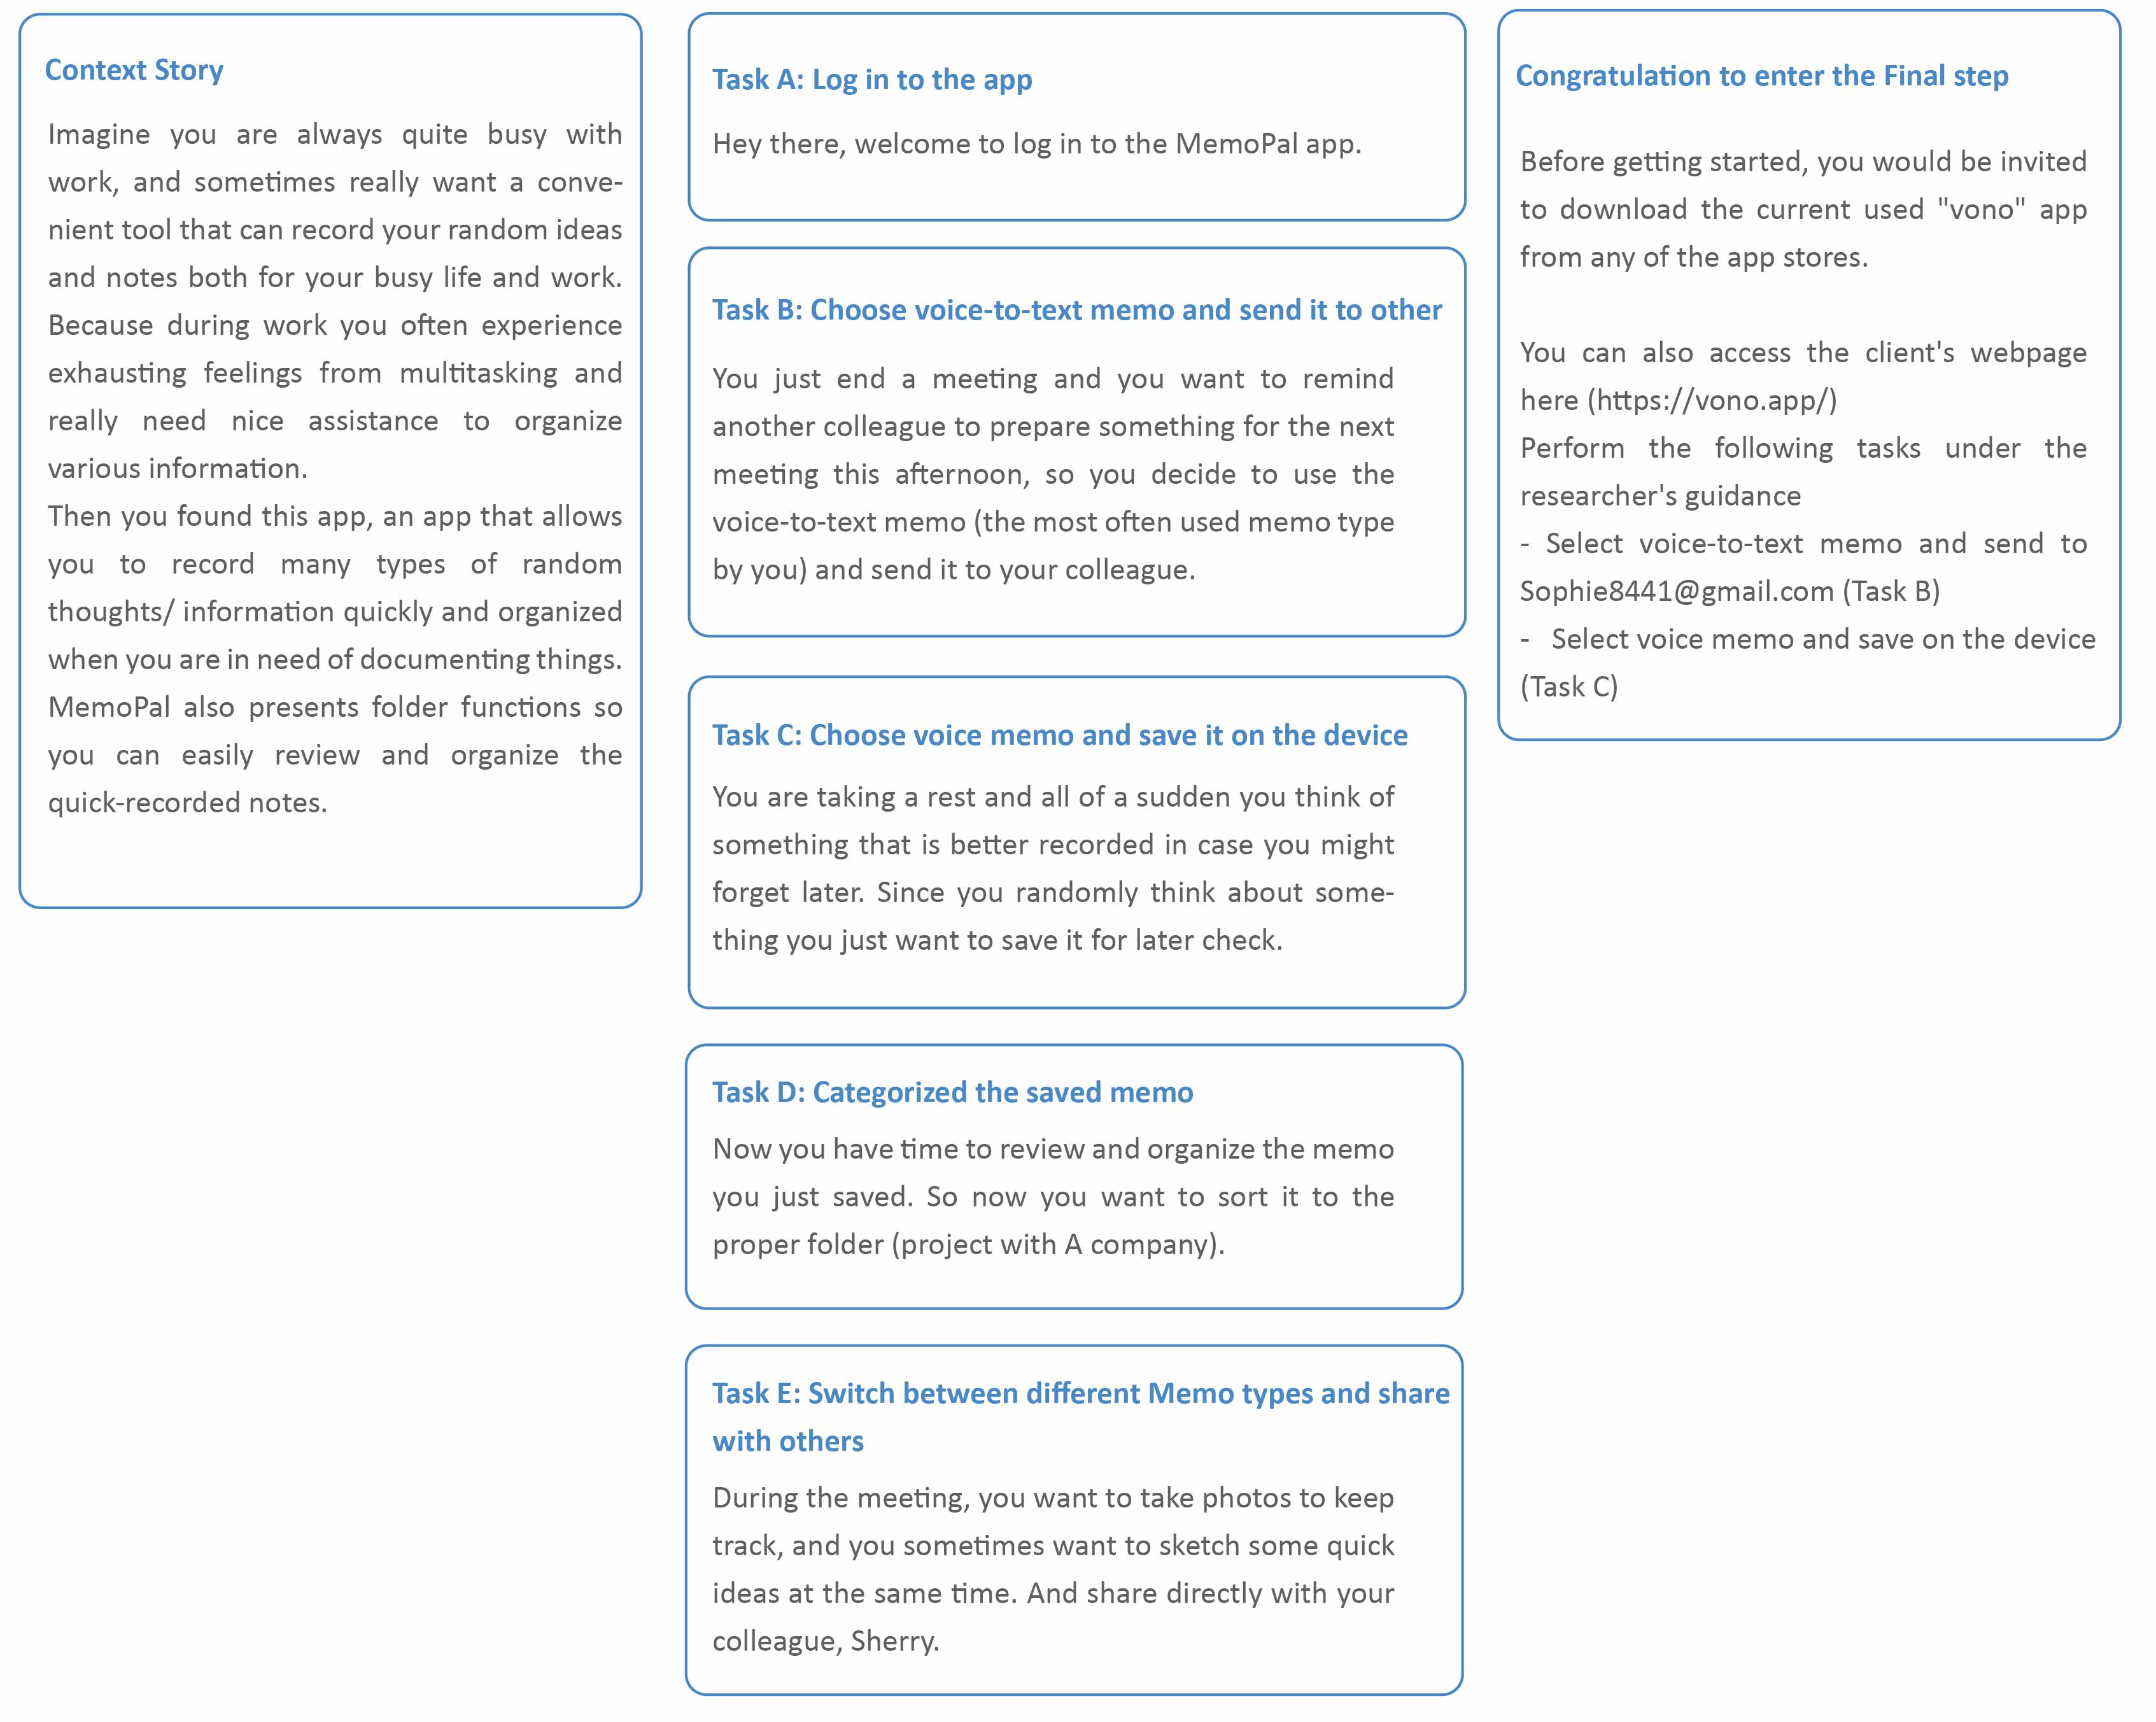 Context Story
Imagine you are always quite busy with
work, and sometimes really want a conve-
nient tool that can record your random ideas
and notes both for your busy life and work.
Because during work you often experience
exhausting feelings from multitasking and
really need nice assistance to organize
various information.
Then you found this app, an app that allows
you to record many types of random
thoughts/ information quickly and organized
when you are in need of documenting things.
MemoPal also presents folder functions so
you can easily review and organize the
quick-recorded notes.
Task A: Log in to the app
Hey there, welcome to log in to the MemoPal app.
Task B: Choose voice-to-text memo and send it to other
You just end a meeting and you want to remind
another colleague to prepare something for the next
meeting this afternoon, so you decide to use the
voice-to-text memo (the most often used memo type
by you) and send it to your colleague.
Task C: Choose voice memo and save it on the device
You are taking a rest and all of a sudden you think of
something that is better recorded in case you might
forget later. Since you randomly think about some-
thing you just want to save it for later check.
Task D: Categorized the saved memo
Now you have time to review and organize the memo
you just saved. So now you want to sort it to the
proper folder (project with A company).
Task E: Switch between different Memo types and share
with others
During the meeting, you want to take photos to keep
track, and you sometimes want to sketch some quick
ideas at the same time. And share directly with your
colleague, Sherry.
Congratulation to enter the Final step
Before getting started, you would be invited
to download the current used "vono" app
from any of the app stores.
You can also access the client's webpage
here (https://vono.app/)
Perform the following tasks under the
researcher's guidance
- Select voice-to-text memo and send to
Sophie8441@gmail.com (Task B)
- Select voice memo and save on the device
(Task C)